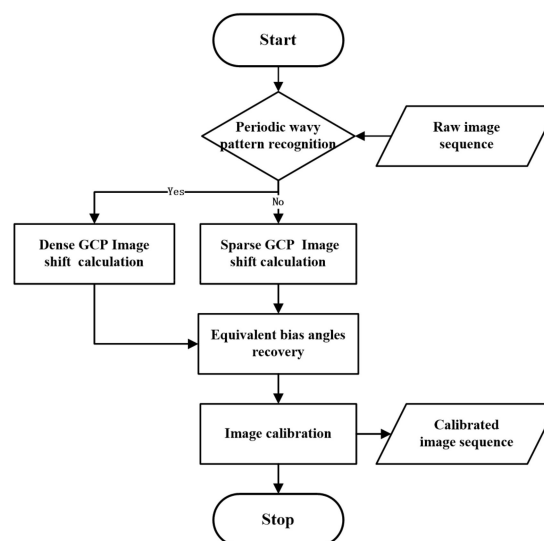 Start
Periodic wavy
pattern recognition
Raw image
sequence
Yes
No
Dense GCP Image
shift calculation
Sparse GCP Image
shift calculation
Equivalent bias angles
recovery
Image calibration
Calibrated
image sequence
Stop